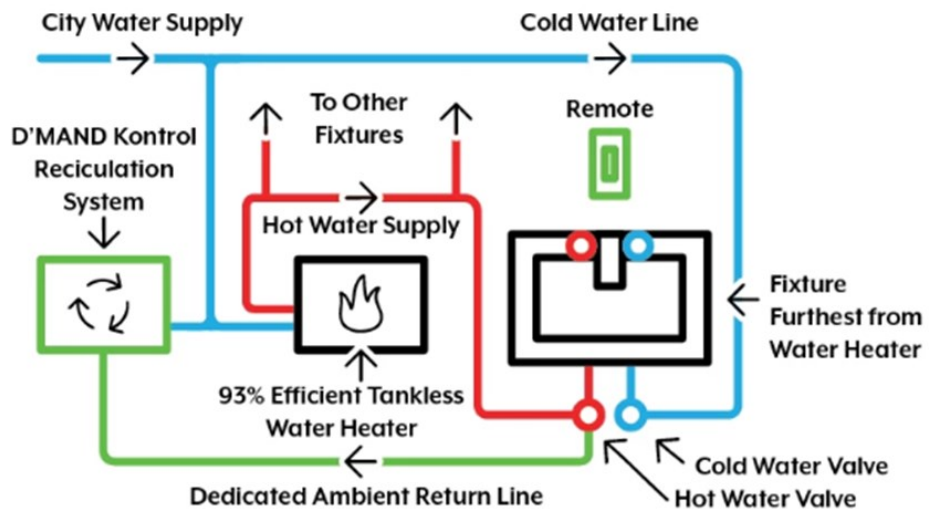 City Water Supply
Cold Water Line
To Other
Fixtures
Remote
D'MAND Kontrol
Reciculation
System
Hot Water Supply
Fixture
Furthest from
Water Heater
93% Efficient Tankless
Water Heater
Cold Water Valve
Hot Water Valve
Dedicated Ambient Return Line